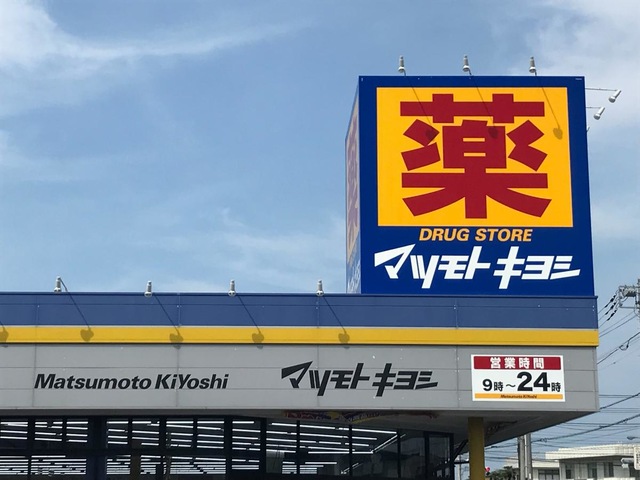 薬
DRUG STORE
マツモトキヨシ
Matsumoto KiYoshi
マツモトキヨシ
営業時間
9時～24時